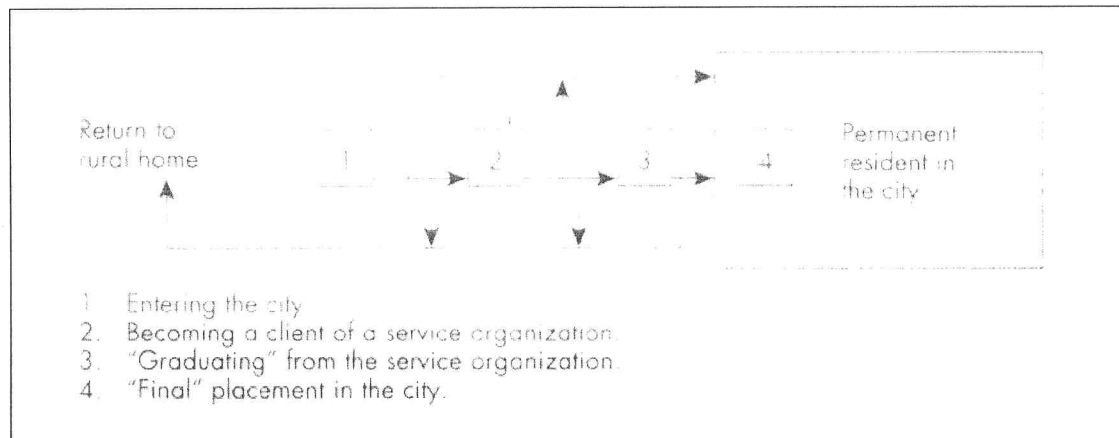 Return to
rural home
1
2
3
4
Permanent
resident in
the city
1 Entering the city
2. Becoming a client of a service organization.
3. "Graduating" from the service organization.
4. "Final" placement in the city.